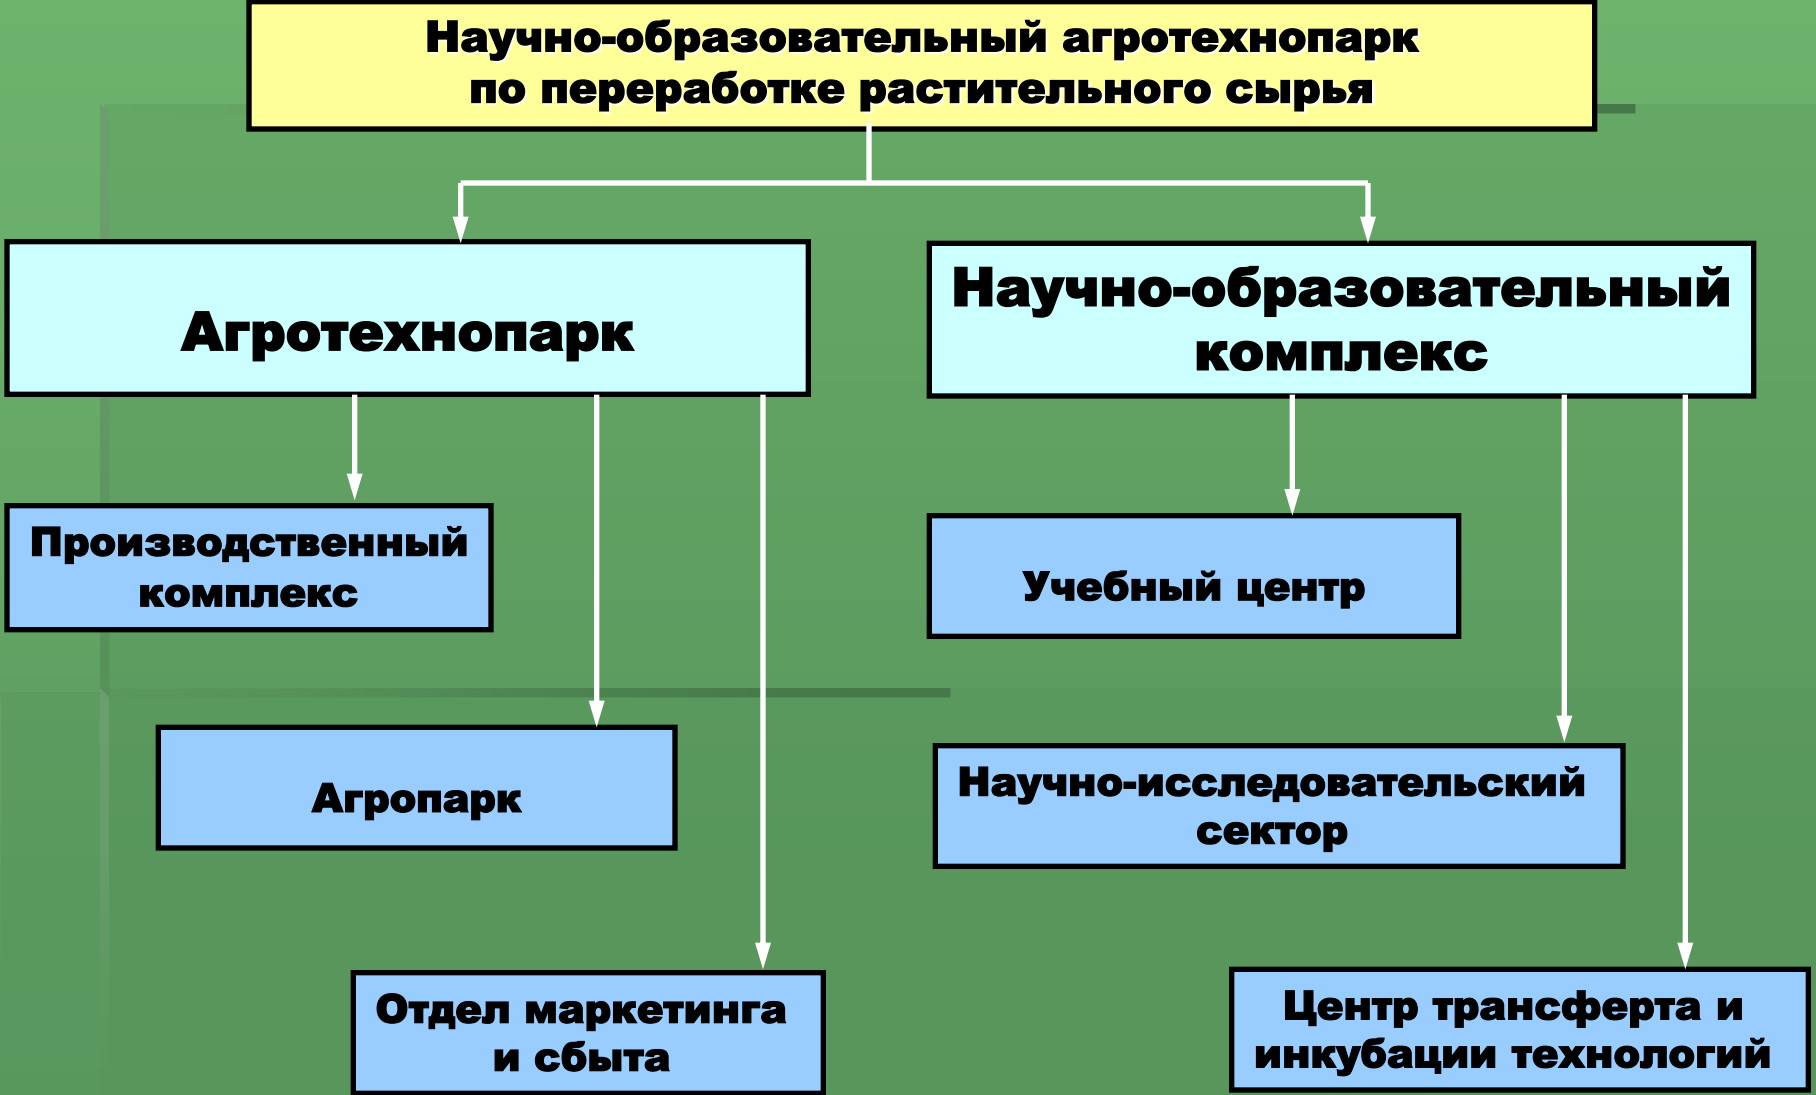 Научно-образовательный агротехнопарк
по переработке растительного сырья
Агротехнопарк
Научно-образовательный
комплекс
Производственный
комплекс
Учебный центр
Агропарк
Научно-исследовательский
сектор
Отдел маркетинга
и сбыта
Центр трансферта и
инкубации технологий